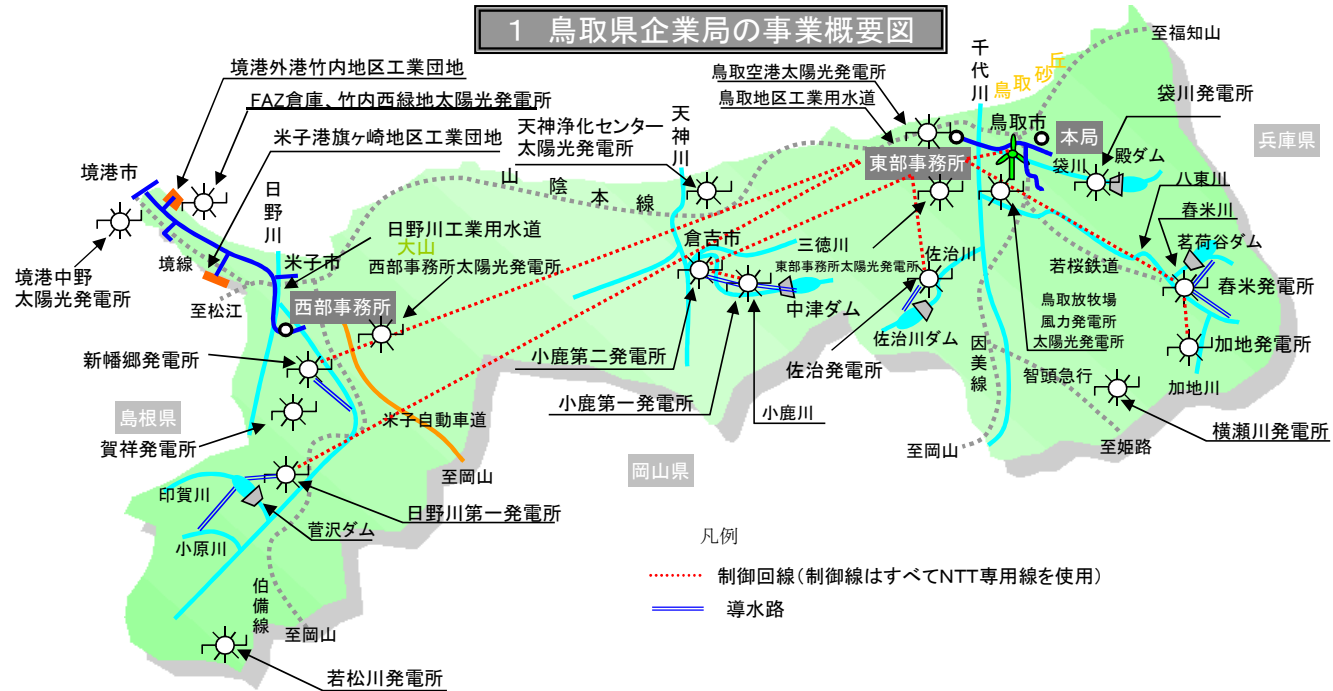 1 鳥取県企業局の事業概要図
至福知山
境港外港竹内地区工業団地
鳥取空港太陽光発電所
千代川
鳥取砂丘
FAZ倉庫、竹内西緑地太陽光発電所
鳥取地区工業用水道
袋川発電所
米子港旗ヶ崎地区工業団地
天神浄化センター
太陽光発電所
天神川
鳥取市
本局
兵庫県
東部事務所
袋川
殿ダム
境港市
日野川
山陰本線
八東川
舂米川
茗荷谷ダム
日野川工業用水道
大山
倉吉市
三徳川
佐治川
境線
米子市
西部事務所太陽光発電所
東部事務所太陽光発電所
若桜鉄道
舂米発電所
境港中野
太陽光発電所
至松江
西部事務所
中津ダム
佐治川ダム
鳥取放牧場
風力発電所
太陽光発電所
新幡郷発電所
小鹿第二発電所
佐治発電所
因美線
加地発電所
智頭急行
加地川
小鹿第一発電所
小鹿川
島根県
賀祥発電所
米子自動車道
横瀬川発電所
至岡山
至姫路
岡山県
至岡山
印賀川
日野川第一発電所
菅沢ダム
小原川
凡例
制御回線(制御線はすべてNTT専用線を使用)
導水路
伯備線
至岡山
若松川発電所